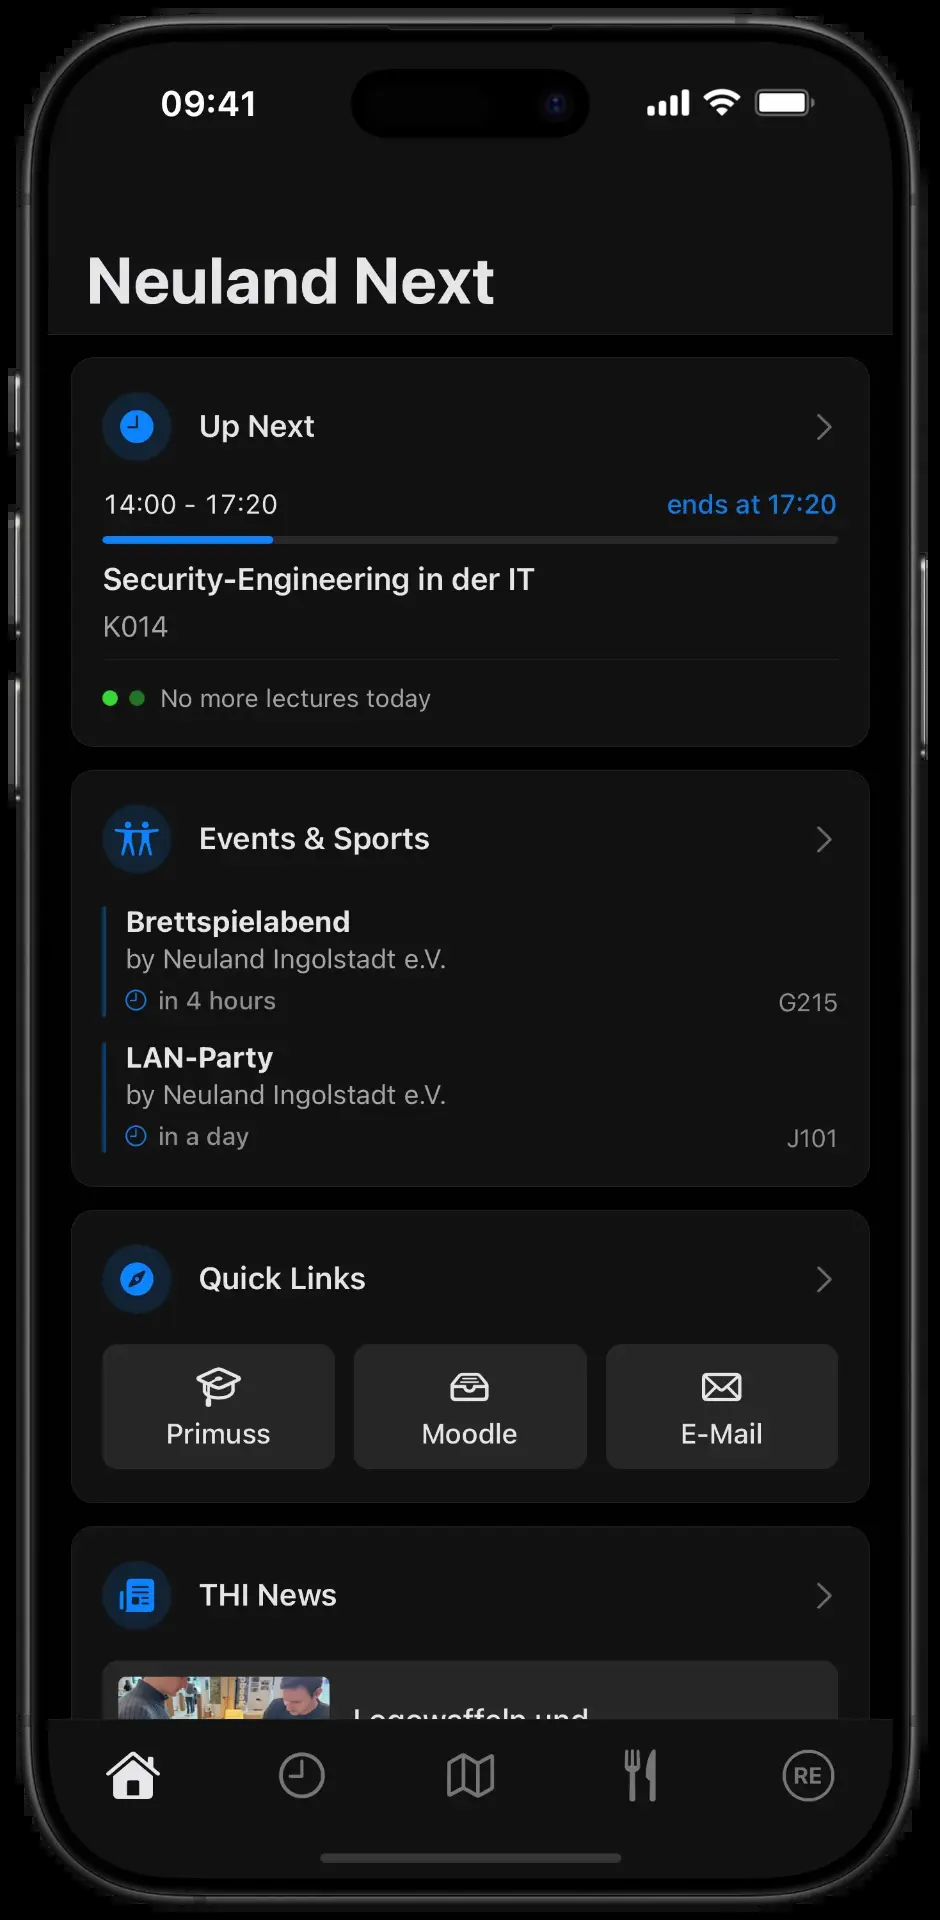 09:41
Neuland Next
Up Next
14:00 - 17:20
ends at 17:20
Security-Engineering in der IT
K014
No more lectures today
Events & Sports
Brettspielabend
by Neuland Ingolstadt e.V.
in 4 hours
G215
LAN-Party
by Neuland Ingolstadt e.V.
in a day
J101
Quick Links
Primuss
Moodle
E-Mail
THI News
und
RE